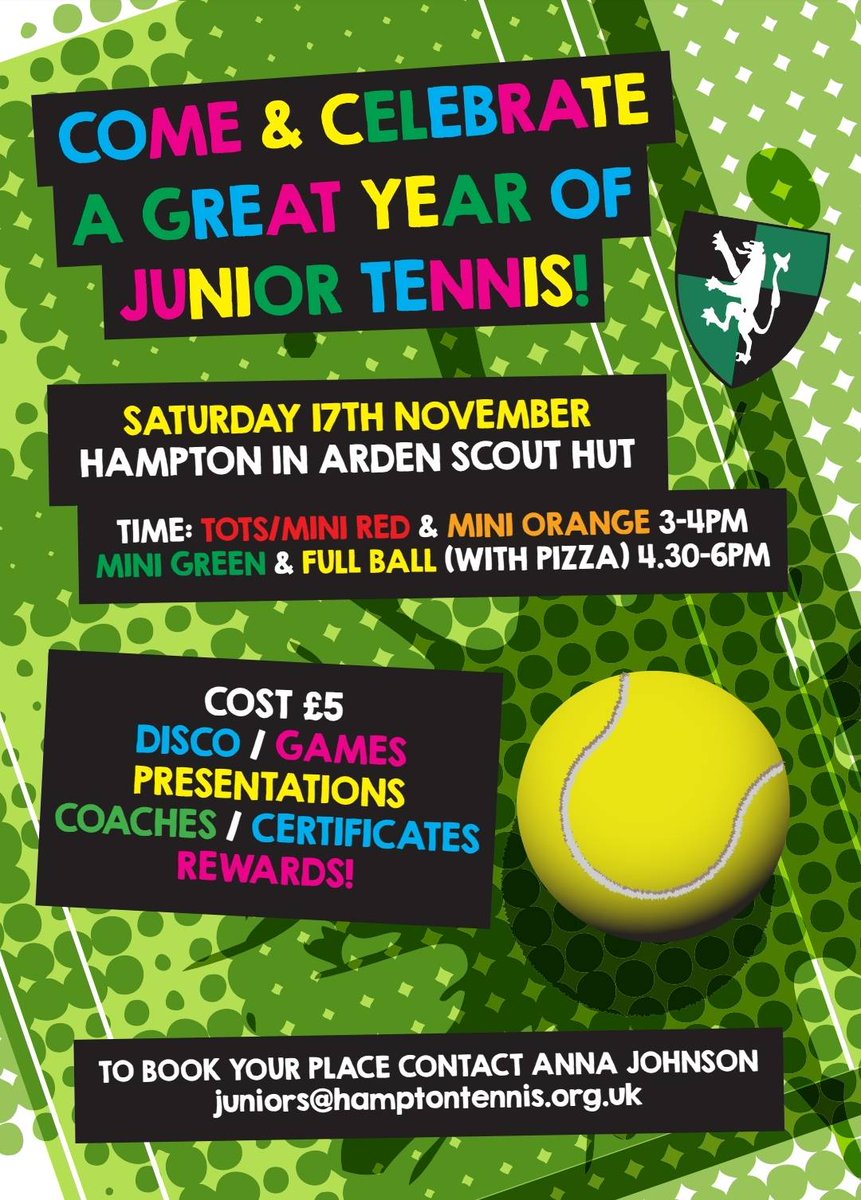 COME & CELEBRATE
A GREAT YEAR OF
JUNIOR TENNIS!
SATURDAY 17TH NOVEMBER
HAMPTON IN ARDEN SCOUT HUT
TIME: TOTS/MINI RED & MINI ORANGE 3-4PM
MINI GREEN & FULL BALL (WITH PIZZA) 4.30-6PM
COST £5
DISCO / GAMES
PRESENTATIONS
COACHES / CERTIFICATES
REWARDS!
TO BOOK YOUR PLACE CONTACT ANNA JOHNSON
juniors@hamptontennis.org.uk